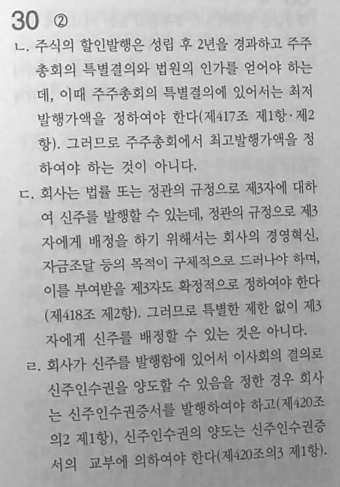 30 ②
ㄴ. 주식의 할인발행은 성립 후 2년을 경과하고 주주
총회의 특별결의와 법원의 인가를 얻어야 하는
데, 이때 주주총회의 특별결의에 있어서는 최저
발행가액을 정하여야 한다(제417조 제1항·제2
항). 그러므로 주주총회에서 최고발행가액을 정
하여야 하는 것이 아니다.
ㄷ. 회사는 법률 또는 정관의 규정으로 제3자에 대하
여 신주를 발행할 수 있는데, 정관의 규정으로 제3
자에게 배정을 하기 위해서는 회사의 경영혁신,
자금조달 등의 목적이 구체적으로 드러나야 하며,
이를 부여받을 제3자도 확정적으로 정하여야 한다
(제418조 제2항). 그러므로 특별한 제한 없이 제3
자에게 신주를 배정할 수 있는 것은 아니다.
ㄹ. 회사가 신주를 발행함에 있어서 이사회의 결의로
신주인수권을 양도할 수 있음을 정한 경우 회사
는 신주인수권증서를 발행하여야 하고(제420조
의2 제1항), 신주인수권의 양도는 신주인수권증
서의 교부에 의하여야 한다(제420조의3 제1항).